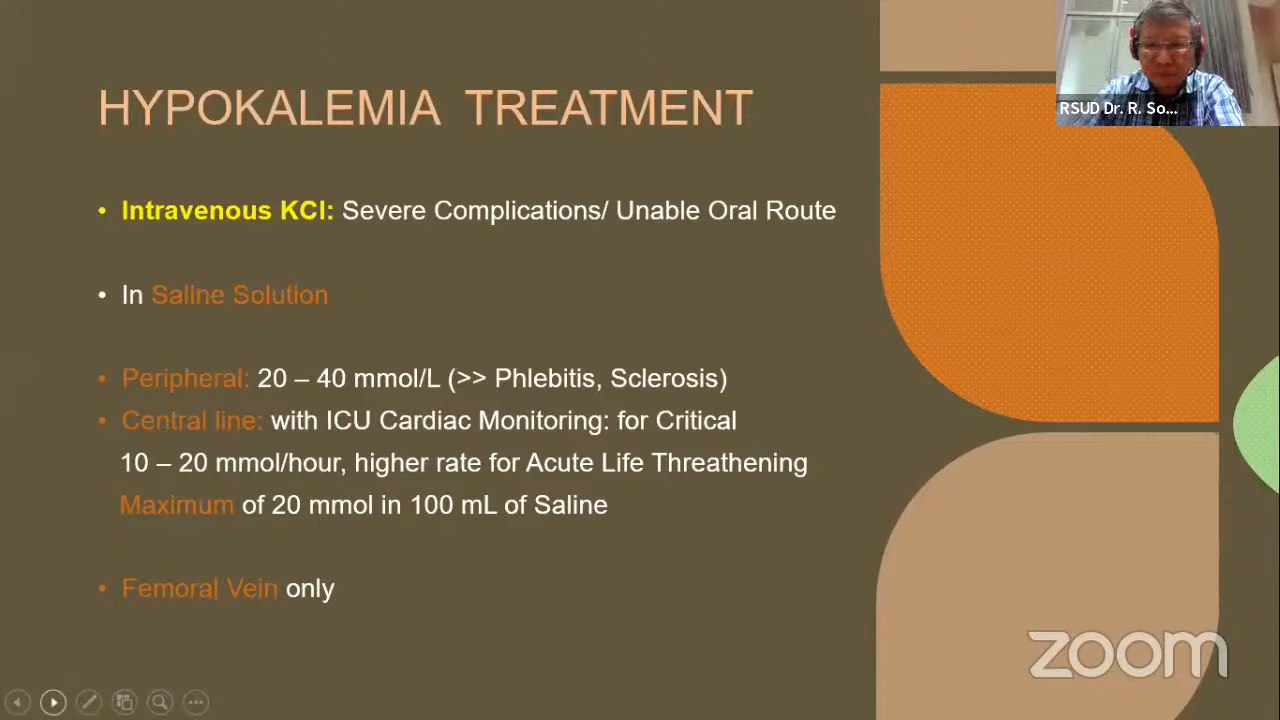 RSUD Dr. R. So...
HYPOKALEMIA TREATMENT
• Intravenous KCl: Severe Complications/ Unable Oral Route
• In Saline Solution
• Peripheral: 20 – 40 mmol/L (>> Phlebitis, Sclerosis)
• Central line: with ICU Cardiac Monitoring: for Critical
10 – 20 mmol/hour, higher rate for Acute Life Threathening
Maximum of 20 mmol in 100 mL of Saline
• Femoral Vein only
zoom